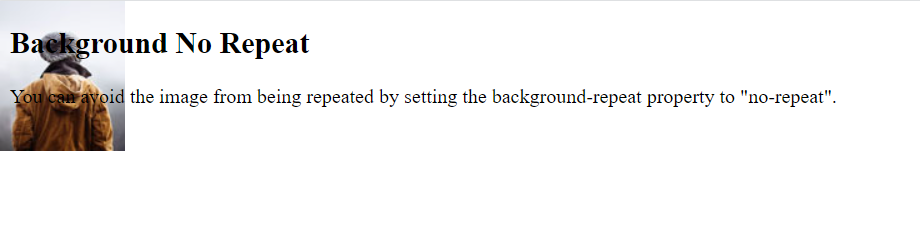 Background No Repeat
You can avoid the image from being repeated by setting the background-repeat property to "no-repeat".